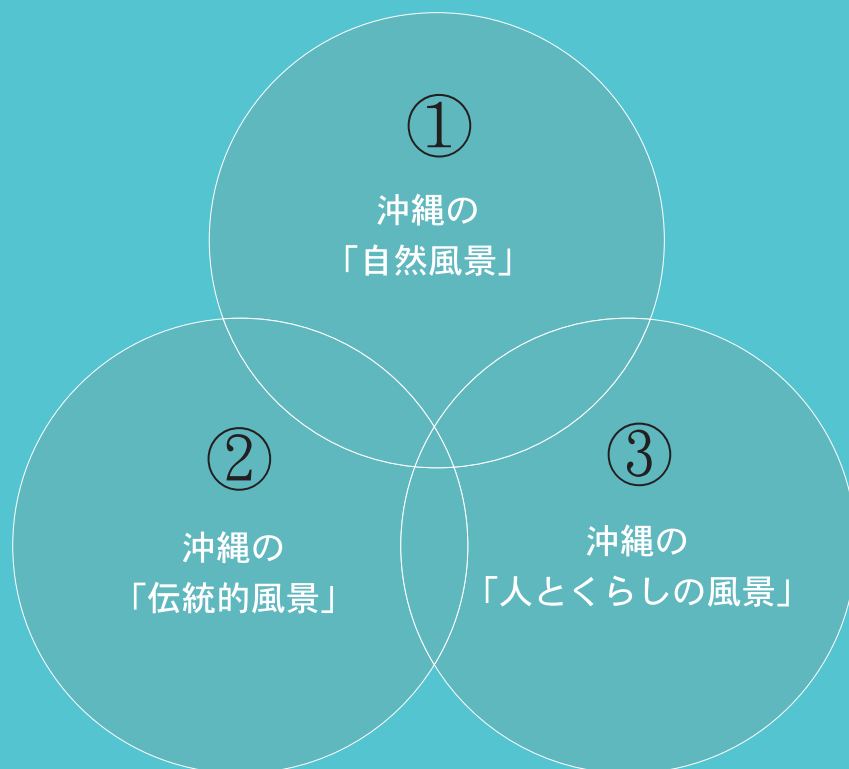 ①
沖縄の
「自然風景」
②
沖縄の
「伝統的風景」
③
沖縄の
「人とくらしの風景」